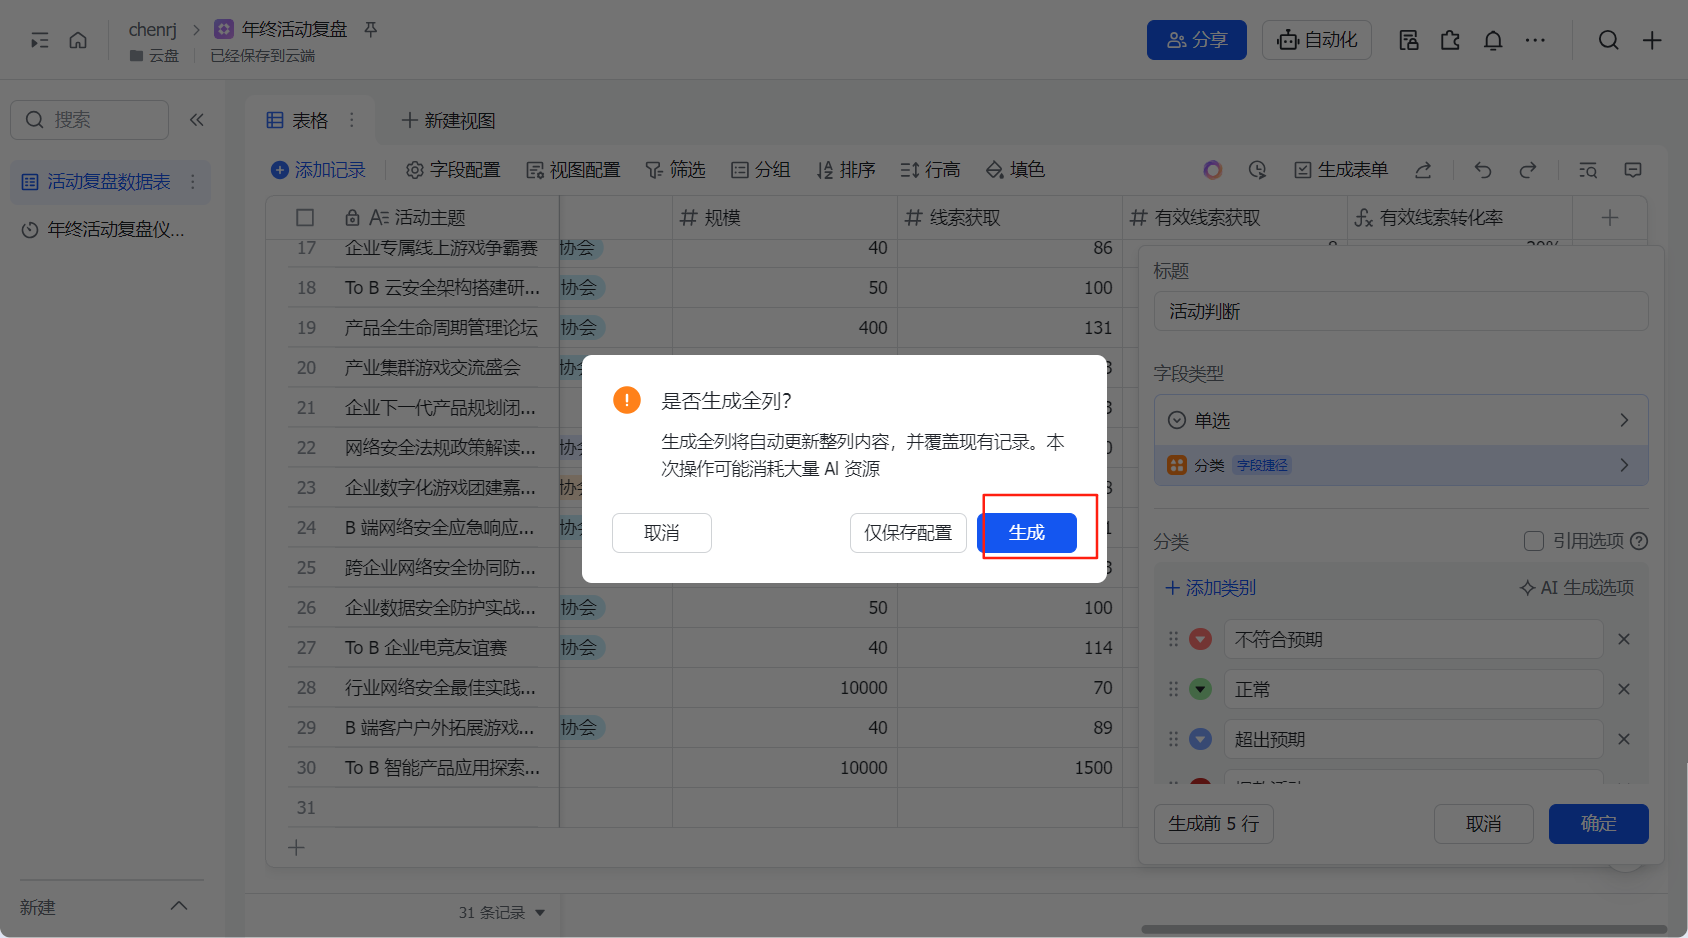 chenrj
年终活动复盘
云盘
已经保存到云端
分享
自动化
搜索
活动复盘数据表
年终活动复盘仪...
新建
表格
新建视图
添加记录
字段配置
视图配置
筛选
分组
排序
行高
填色
生成表单
活动主题
规模
线索获取
有效线索获取
有效线索转化率
17 企业专属线上游戏争霸赛 协会 40 86
18 To B 云安全架构搭建研... 协会 50 100
19 产品全生命周期管理论坛 协会 400 131
20 产业集群游戏交流盛会
21 企业下一代产品规划闭...
22 网络安全法规政策解读...
23 企业数字化游戏团建嘉...
24 B 端网络安全应急响应...
25 跨企业网络安全协同防...
26 企业数据安全防护实战... 协会 50 100
27 To B 企业电竞友谊赛 协会 40 114
28 行业网络安全最佳实践... 10000 70
29 B 端客户户外拓展游戏... 协会 40 89
30 To B 智能产品应用探索... 10000 1500
31
31 条记录
是否生成全列?
生成全列将自动更新整列内容，并覆盖现有记录。本
次操作可能消耗大量 AI 资源
取消
仅保存配置
生成
标题
活动判断
字段类型
单选
分类 字段捷径
分类
引用选项
添加类别
AI 生成选项
不符合预期
正常
超出预期
生成前 5 行
取消
确定